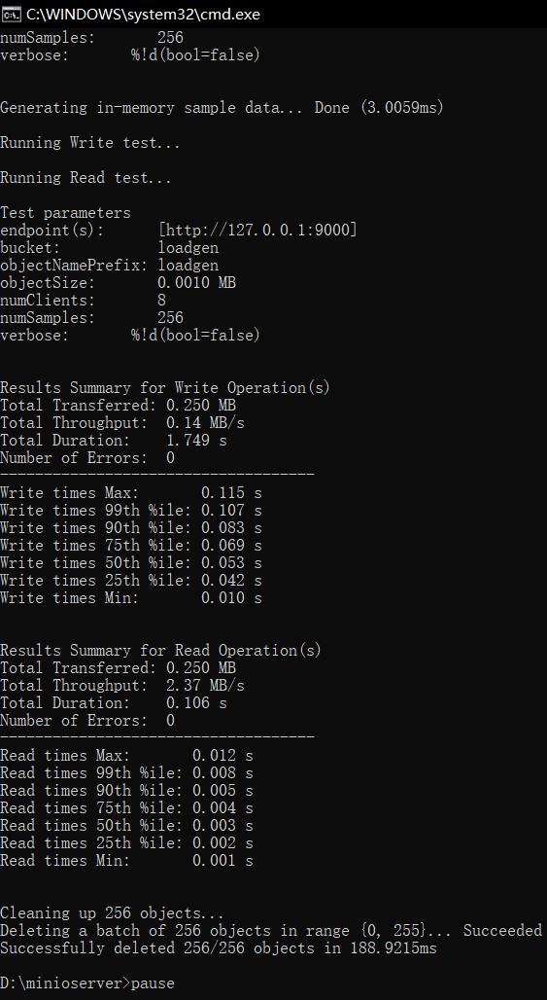 C:\WINDOWS\system32\cmd.exe
numSamples:       256
verbose:       %!d(bool=false)
Generating in-memory sample data... Done (3.0059ms)
Running Write test...
Running Read test...
Test parameters
endpoint(s):      [http://127.0.0.1:9000]
bucket:           loadgen
objectNamePrefix: loadgen
objectSize:       0.0010 MB
numClients:       8
numSamples:       256
verbose:       %!d(bool=false)
Results Summary for Write Operation(s)
Total Transferred: 0.250 MB
Total Throughput:  0.14 MB/s
Total Duration:    1.749 s
Number of Errors:  0
------------------------------------
Write times Max:       0.115 s
Write times 99th %ile: 0.107 s
Write times 90th %ile: 0.083 s
Write times 75th %ile: 0.069 s
Write times 50th %ile: 0.053 s
Write times 25th %ile: 0.042 s
Write times Min:       0.010 s
Results Summary for Read Operation(s)
Total Transferred: 0.250 MB
Total Throughput:  2.37 MB/s
Total Duration:    0.106 s
Number of Errors:  0
------------------------------------
Read times Max:       0.012 s
Read times 99th %ile: 0.008 s
Read times 90th %ile: 0.005 s
Read times 75th %ile: 0.004 s
Read times 50th %ile: 0.003 s
Read times 25th %ile: 0.002 s
Read times Min:       0.001 s
Cleaning up 256 objects...
Deleting a batch of 256 objects in range {0, 255}... Succeeded
Successfully deleted 256/256 objects in 188.9215ms
D:\minioserver>pause